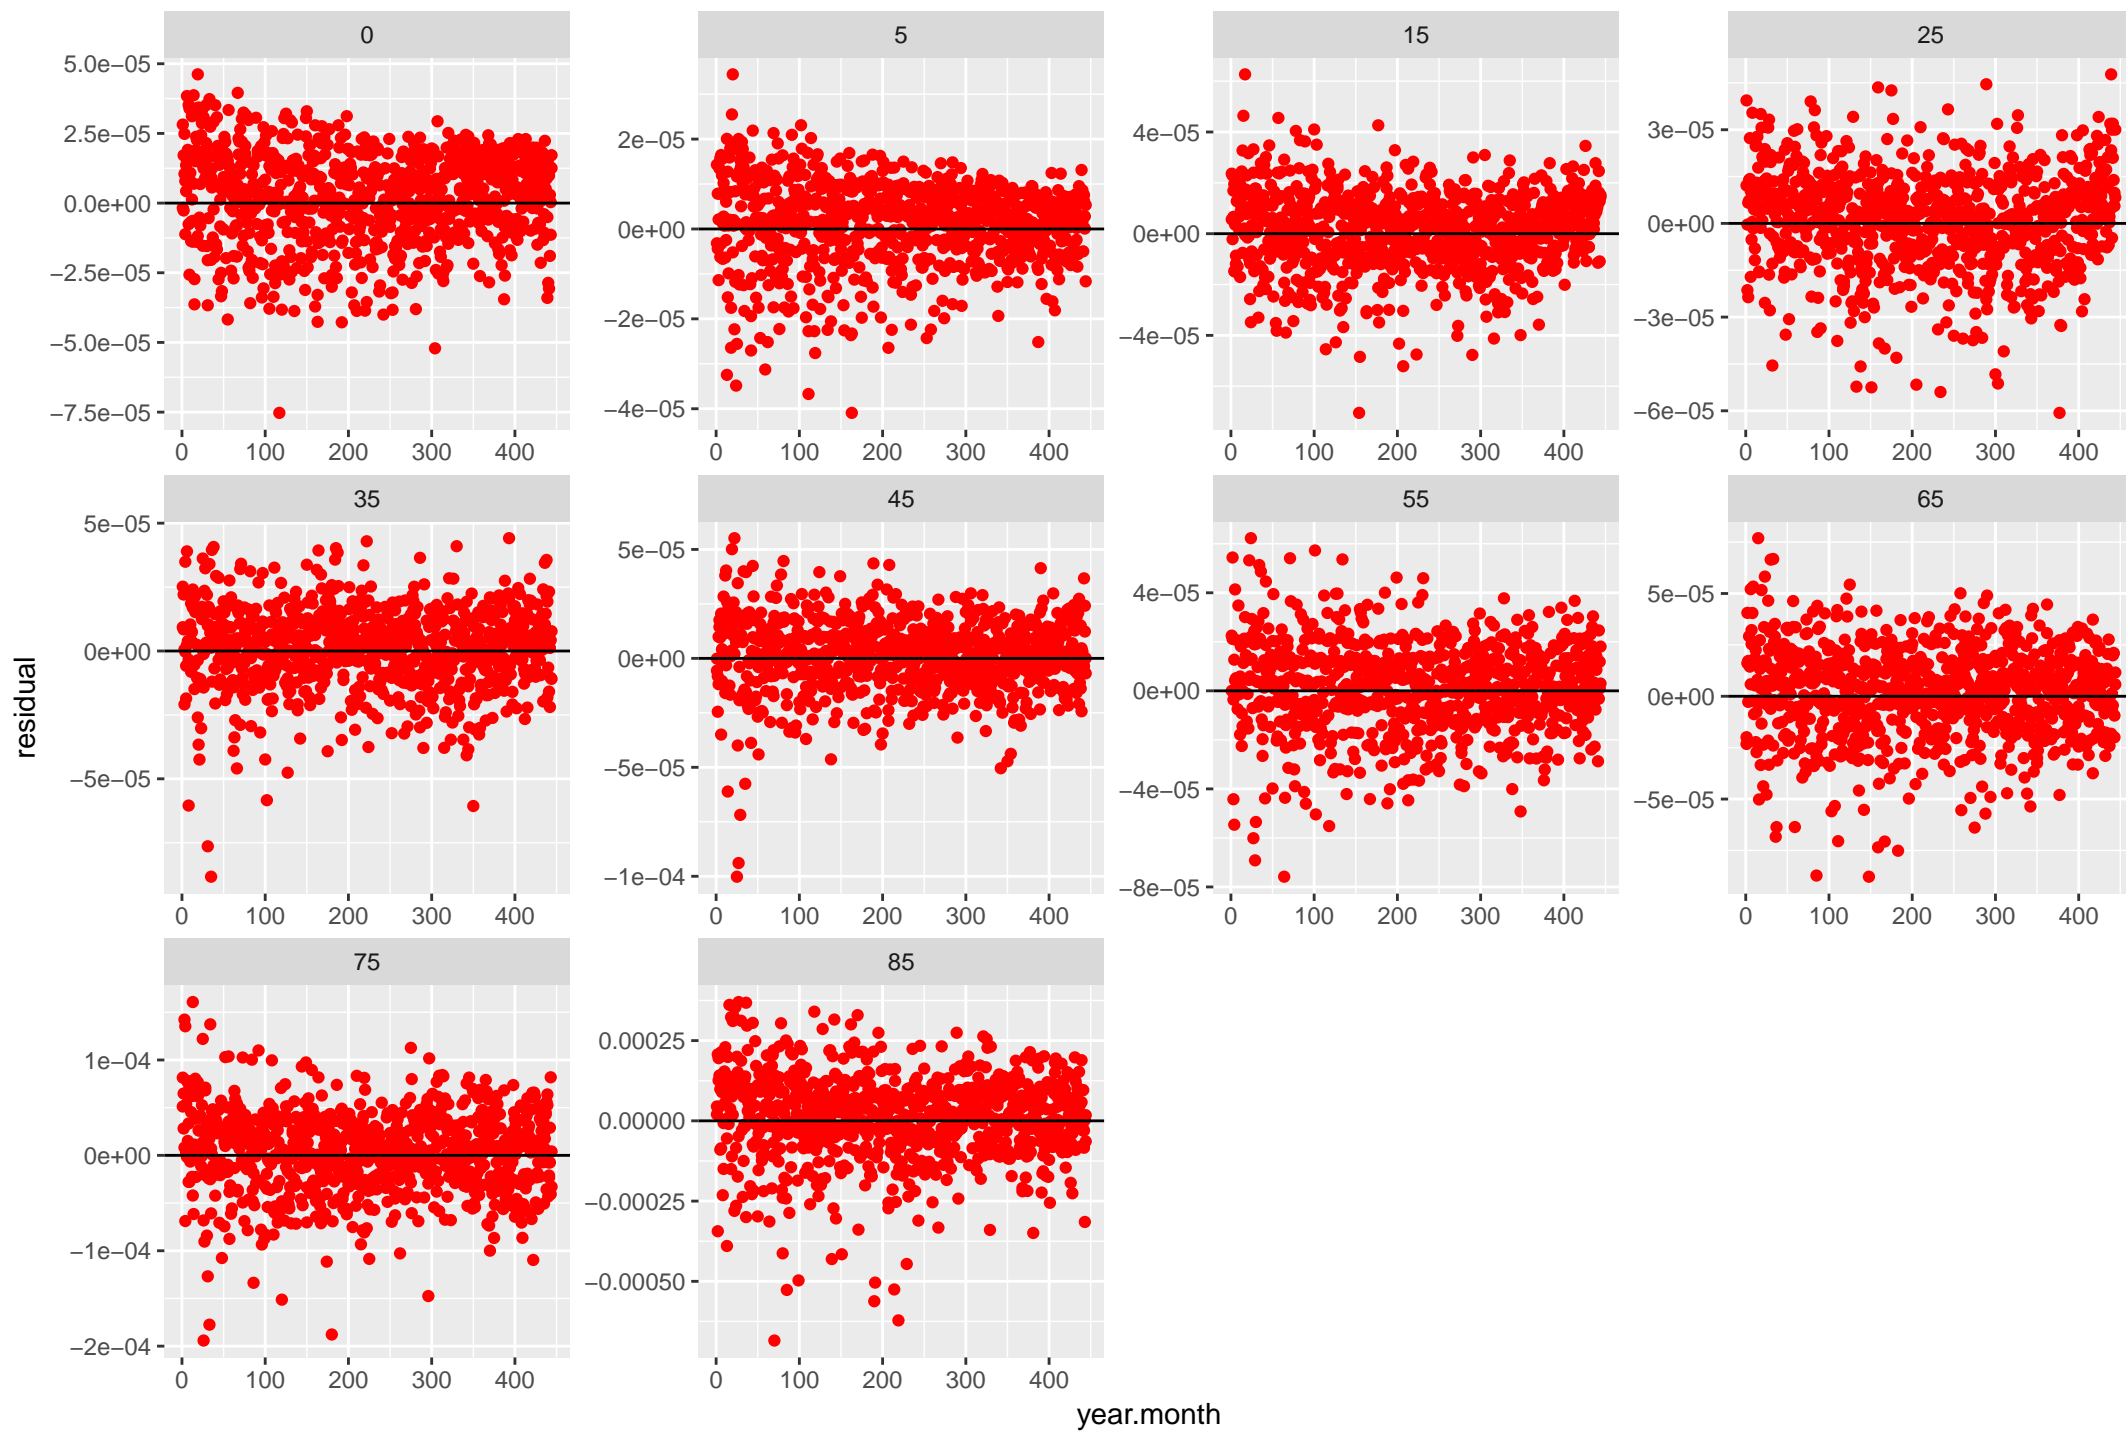 0 5 15 25
5.0e−05
2.5e−05
0.0e+00
−2.5e−05
−5.0e−05
−7.5e−05
2e−05
0e+00
−2e−05
−4e−05
4e−05
0e+00
−4e−05
3e−05
0e+00
−3e−05
−6e−05
0 100 200 300 400 0 100 200 300 400 0 100 200 300 400 0 100 200 300 400
35 45 55 65
5e−05
0e+00
−5e−05
5e−05
0e+00
−5e−05
−1e−04
4e−05
0e+00
−4e−05
−8e−05
5e−05
0e+00
−5e−05
0 100 200 300 400 0 100 200 300 400 0 100 200 300 400 0 100 200 300 400
residual
75 85
1e−04
0e+00
−1e−04
−2e−04
0.00025
0.00000
−0.00025
−0.00050
0 100 200 300 400 0 100 200 300 400
year.month